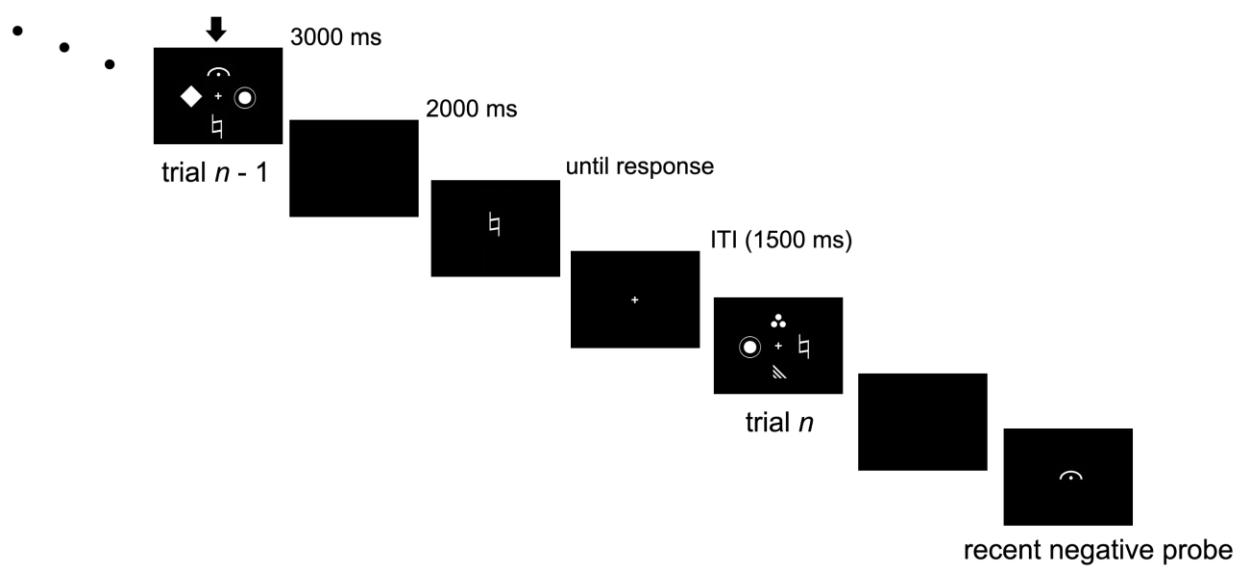 3000 ms
trial n - 1
2000 ms
until response
ITI (1500 ms)
trial n
recent negative probe